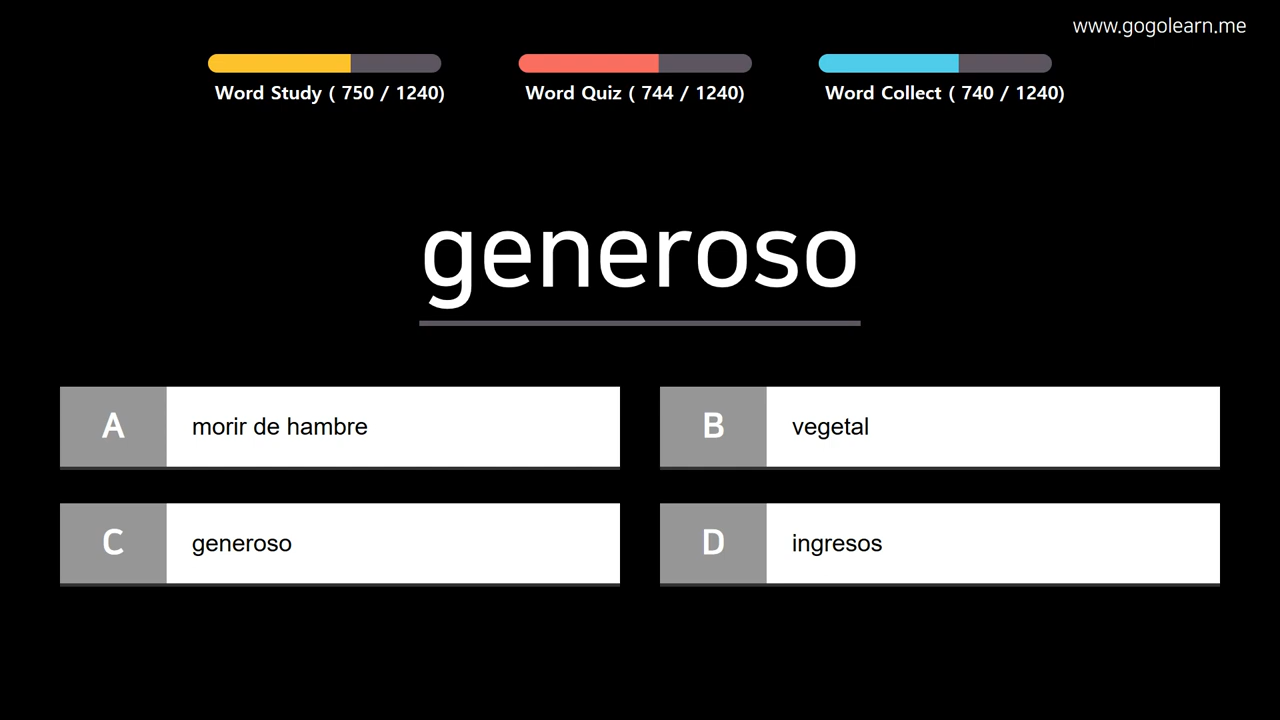 www.gogolearn.me
Word Study ( 750 / 1240)
Word Quiz ( 744 / 1240)
Word Collect ( 740 / 1240)
generoso
A morir de hambre
B vegetal
C generoso
D ingresos